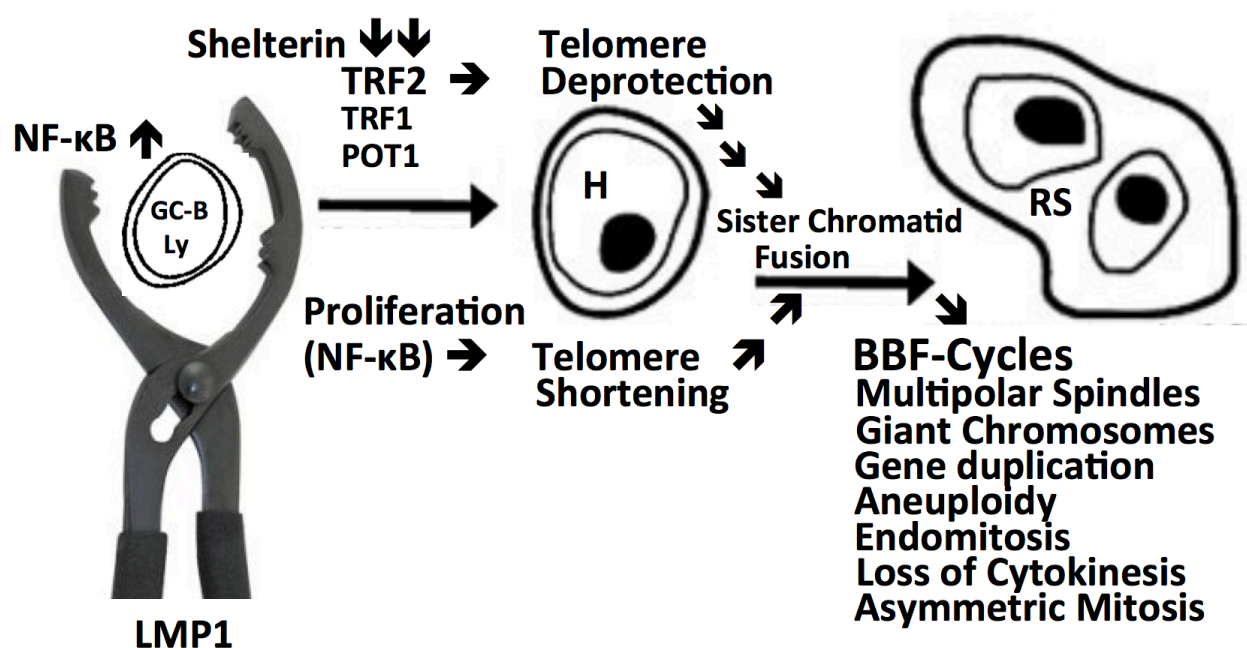 Shelterin
TRF2
TRF1
POT1
Telomere
Deprotection
NF-κB
GC-B
Ly
H
RS
Sister Chromatid
Fusion
Proliferation
(NF-κB)
Telomere
Shortening
BBF-Cycles
Multipolar Spindles
Giant Chromosomes
Gene duplication
Aneuploidy
Endomitosis
Loss of Cytokinesis
Asymmetric Mitosis
LMP1